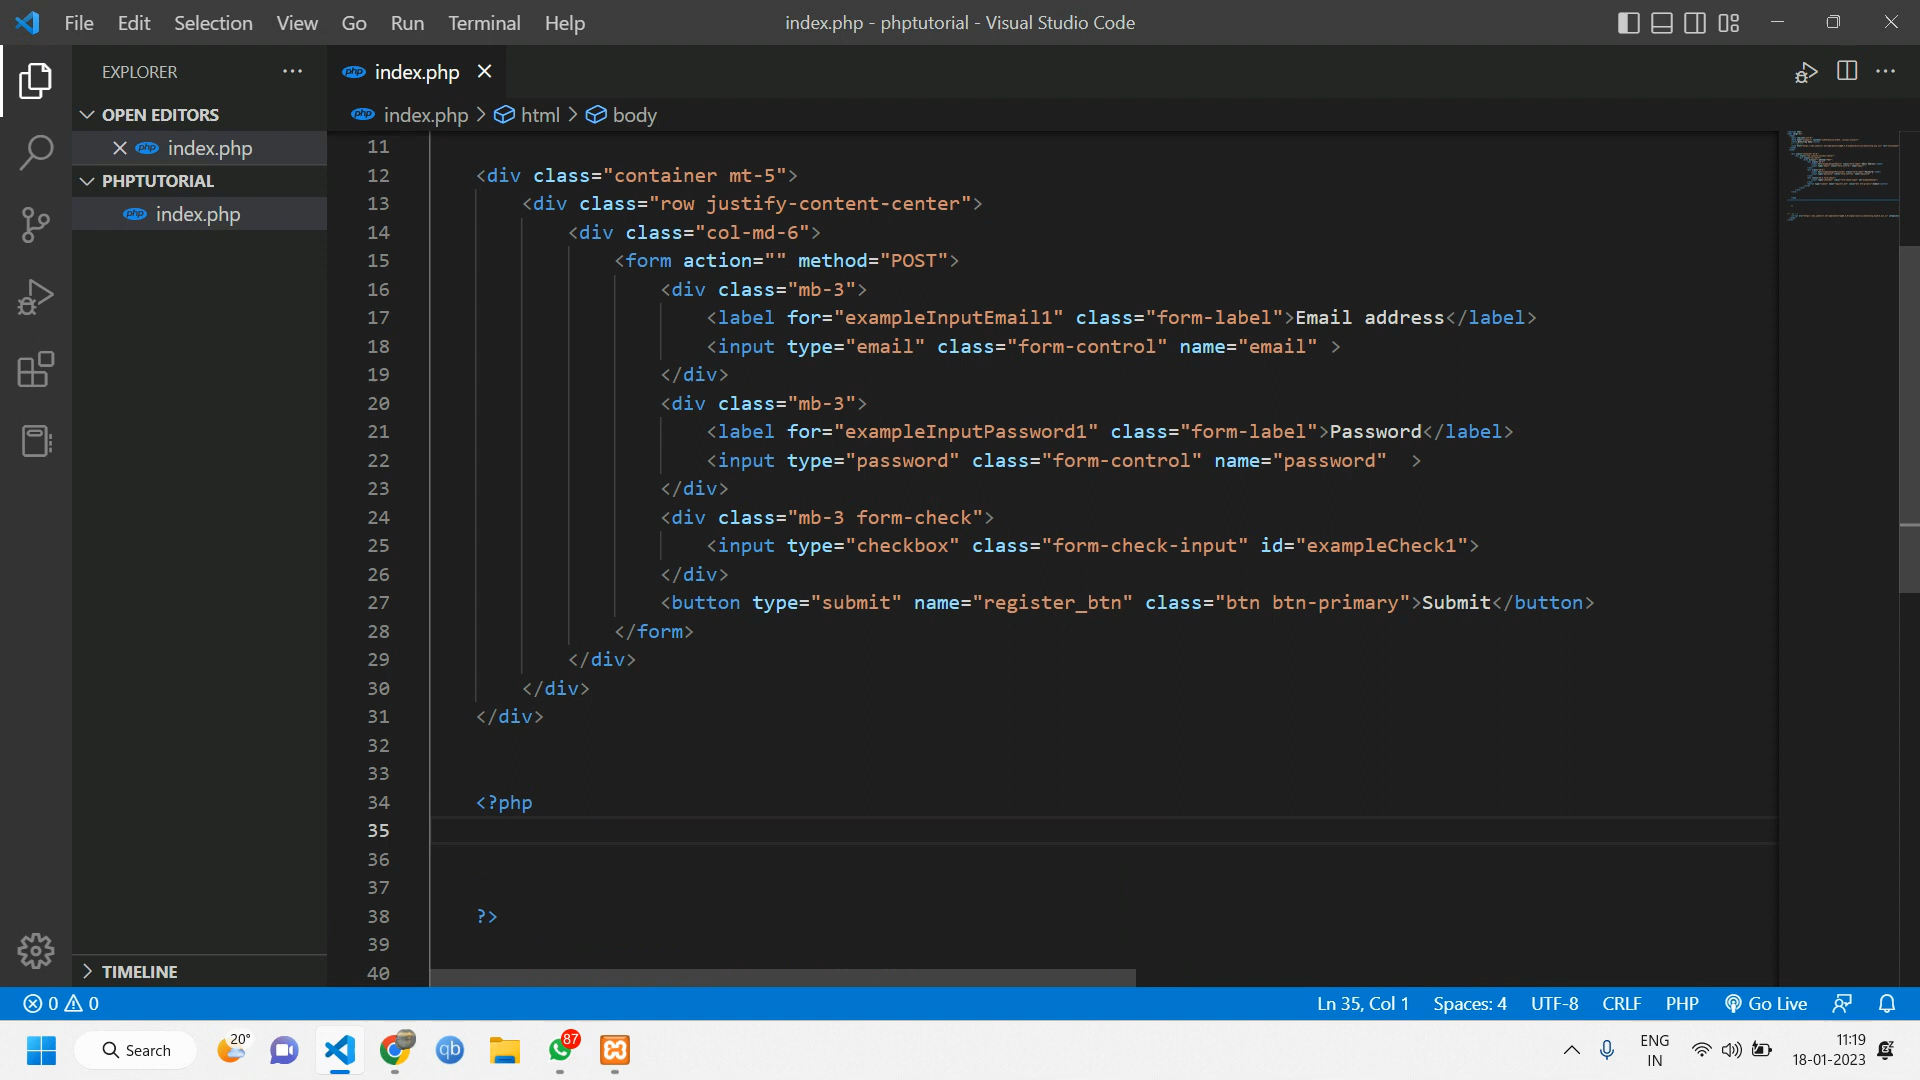 File Edit Selection View Go Run Terminal Help
index.php - phptutorial - Visual Studio Code
EXPLORER
OPEN EDITORS
index.php
PHPTUTORIAL
index.php
TIMELINE
index.php
index.php > html > body
11
12 <div class="container mt-5">
13 <div class="row justify-content-center">
14 <div class="col-md-6">
15 <form action="" method="POST">
16 <div class="mb-3">
17 <label for="exampleInputEmail1" class="form-label">Email address</label>
18 <input type="email" class="form-control" name="email" >
19 </div>
20 <div class="mb-3">
21 <label for="exampleInputPassword1" class="form-label">Password</label>
22 <input type="password" class="form-control" name="password"  >
23 </div>
24 <div class="mb-3 form-check">
25 <input type="checkbox" class="form-check-input" id="exampleCheck1">
26 </div>
27 <button type="submit" name="register_btn" class="btn btn-primary">Submit</button>
28 </form>
29 </div>
30 </div>
31 </div>
32
33
34 <?php
35
36
37
38 ?>
39
40
0 0
Ln 35, Col 1 Spaces: 4 UTF-8 CRLF PHP Go Live
Search
20°
qb
87
ENG
IN
11:19
18-01-2023